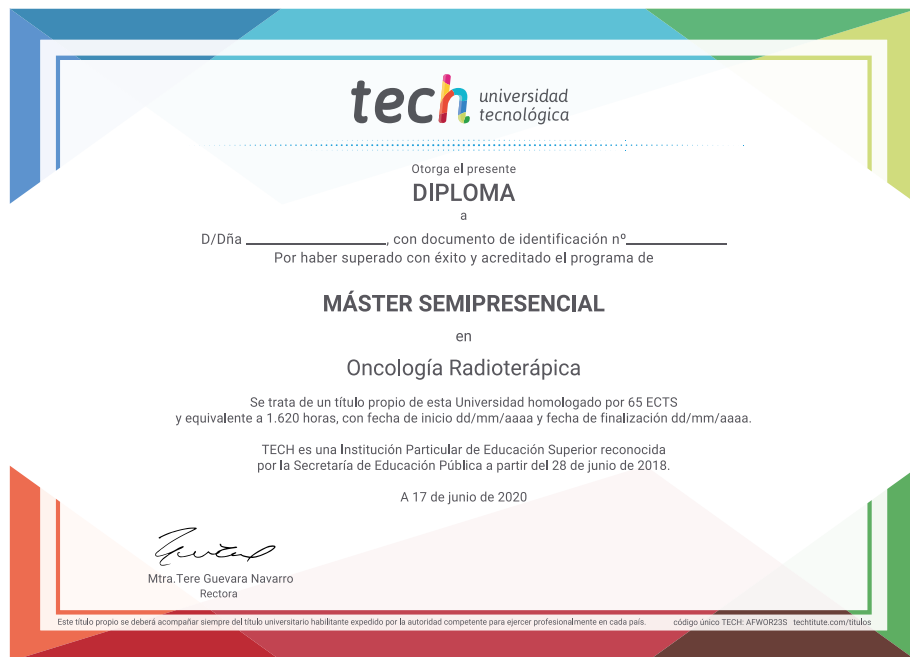 tech universidad
tecnológica
Otorga el presente
DIPLOMA
a
D/Dña ________________, con documento de identificación nº____________
Por haber superado con éxito y acreditado el programa de
MÁSTER SEMIPRESENCIAL
en
Oncología Radioterápica
Se trata de un título propio de esta Universidad homologado por 65 ECTS
y equivalente a 1.620 horas, con fecha de inicio dd/mm/aaaa y fecha de finalización dd/mm/aaaa.
TECH es una Institución Particular de Educación Superior reconocida
por la Secretaría de Educación Pública a partir del 28 de junio de 2018.
A 17 de junio de 2020
Mtra.Tere Guevara Navarro
Rectora
Este título propio se deberá acompañar siempre del título universitario habilitante expedido por la autoridad competente para ejercer profesionalmente en cada país. código único TECH: AFWOR23S techtitute.com/titulos